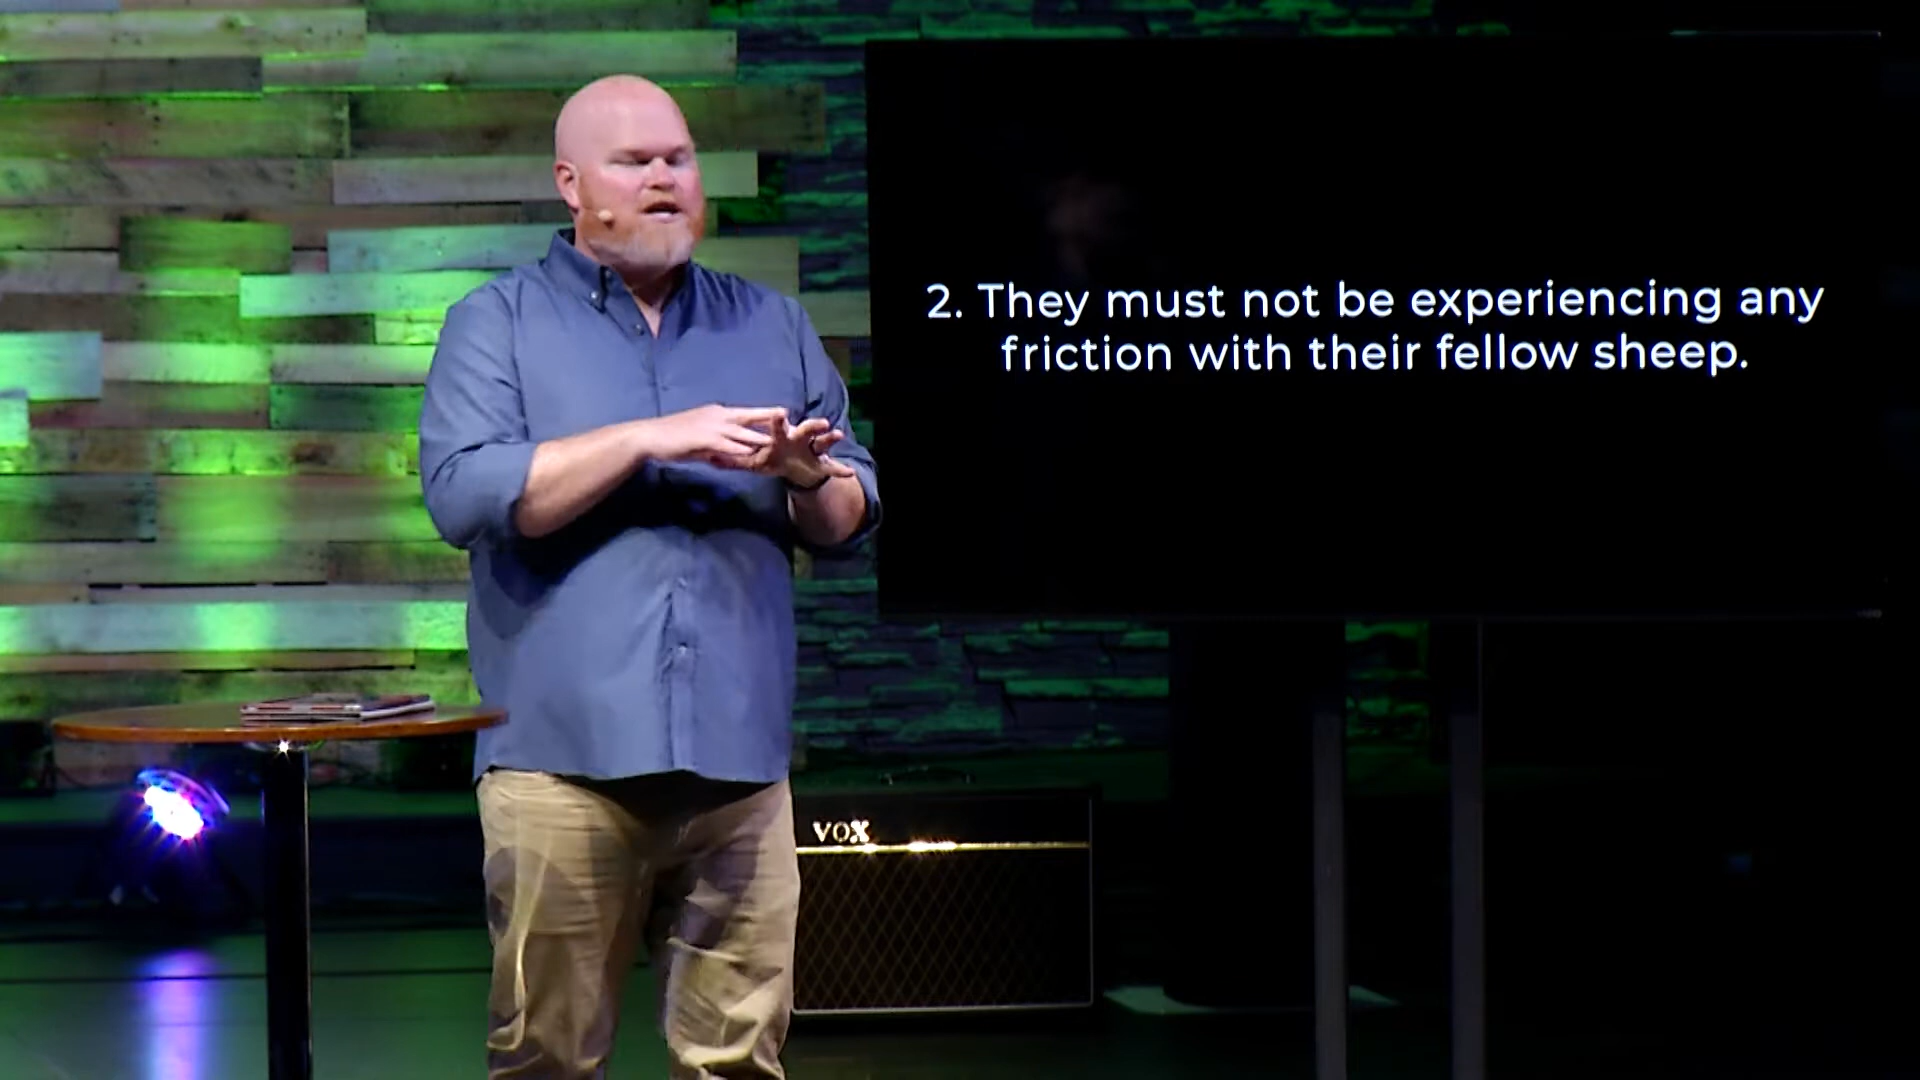 2. They must not be experiencing any
friction with their fellow sheep.
VOX